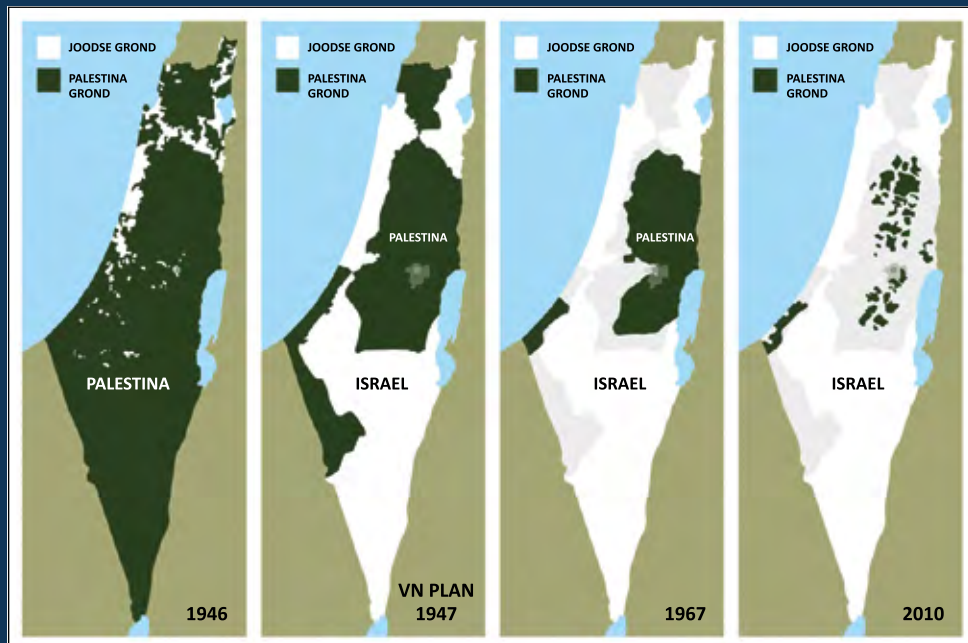 JOODSE GROND
PALESTINA
GROND
PALESTINA
1946
JOODSE GROND
PALESTINA
GROND
PALESTINA
ISRAEL
VN PLAN
1947
JOODSE GROND
PALESTINA
GROND
PALESTINA
ISRAEL
1967
JOODSE GROND
PALESTINA
GROND
ISRAEL
2010